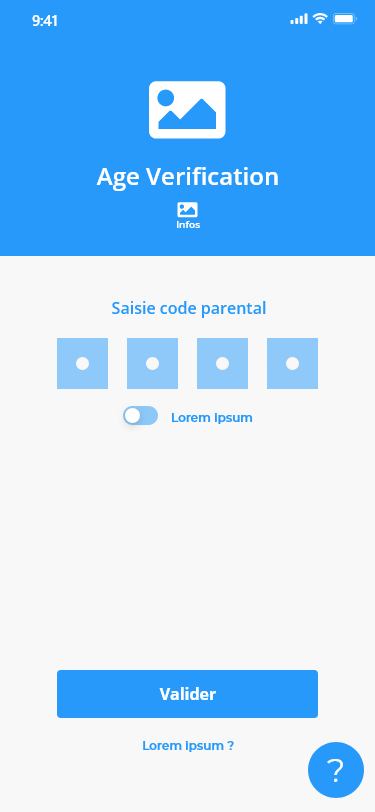 9:41
Age Verification
Infos
Saisie code parental
Lorem Ipsum
Valider
Lorem Ipsum ?
?